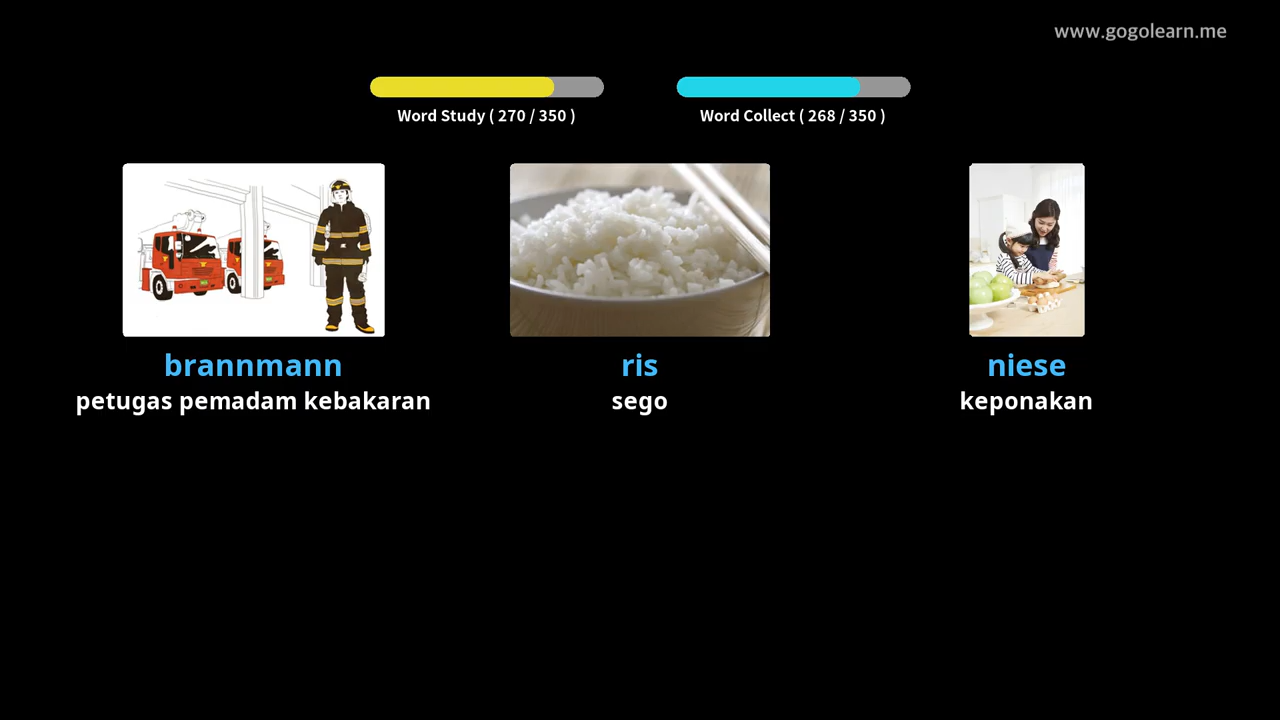 www.gogolearn.me
Word Study ( 270 / 350 )
Word Collect ( 268 / 350 )
brannmann
petugas pemadam kebakaran
ris
sego
niese
keponakan